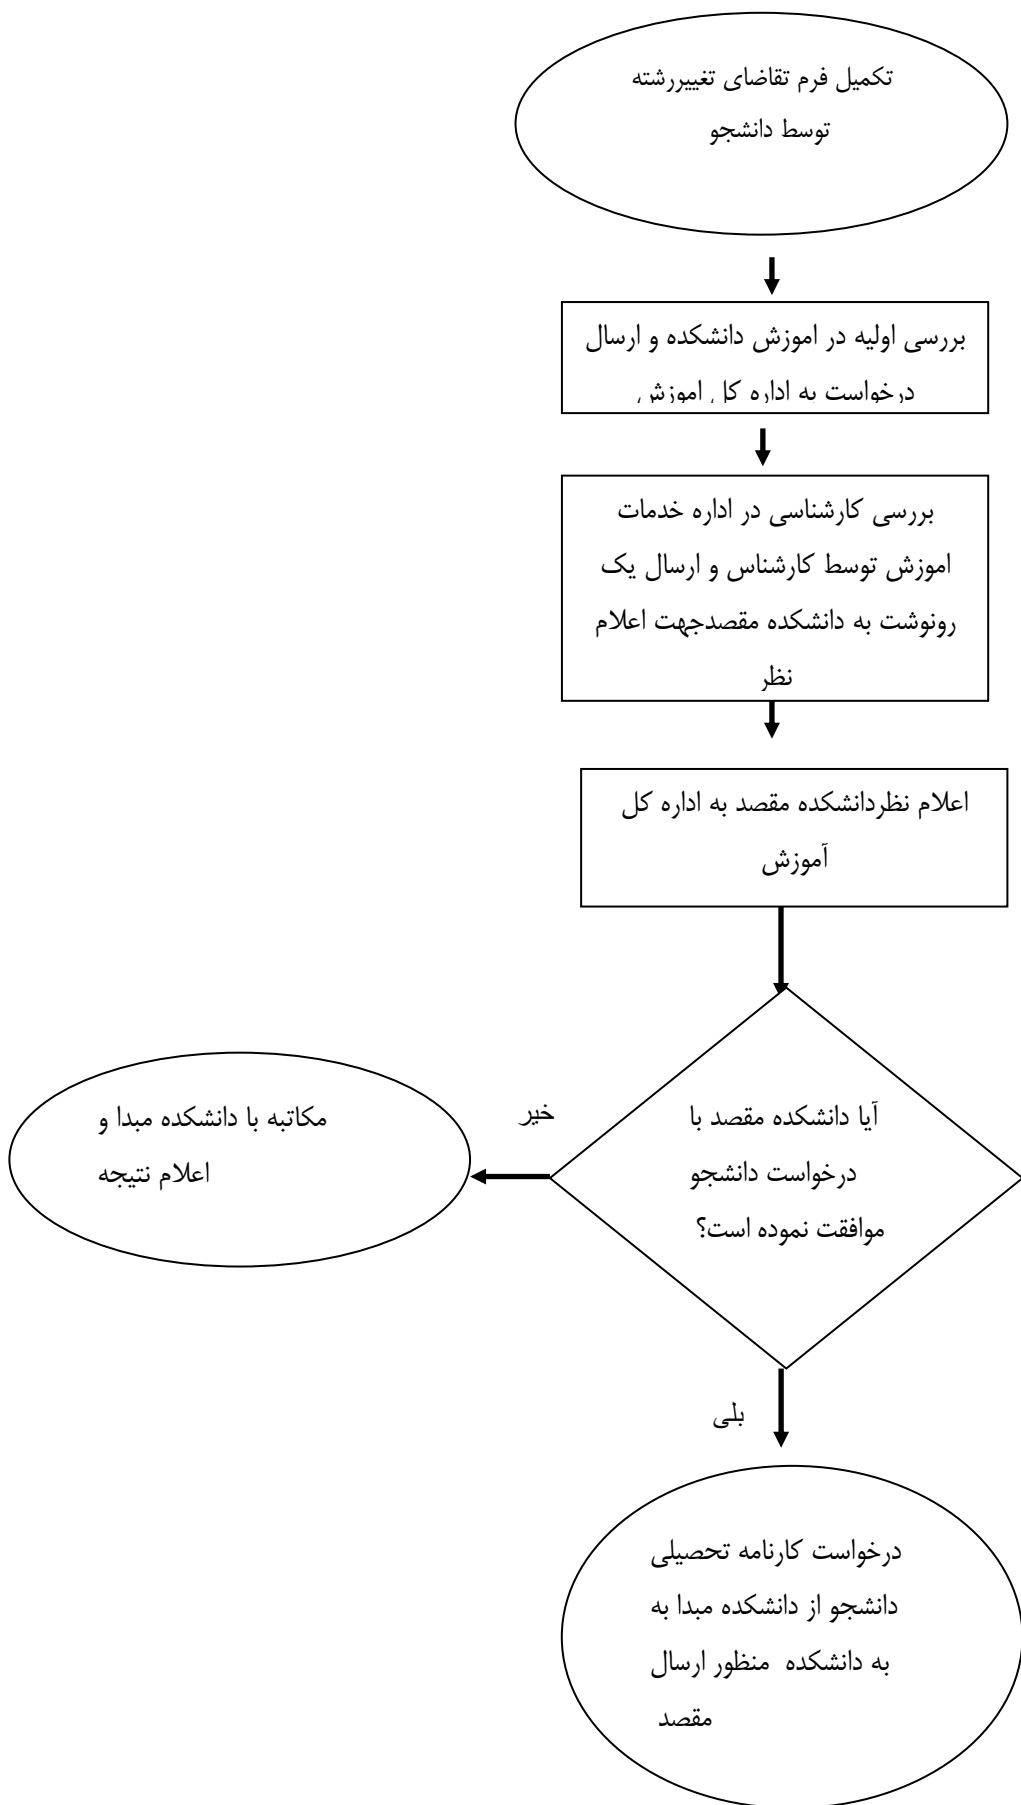 تکمیل فرم تقاضای تغییررشته
توسط دانشجو
بررسی اولیه در اموزش دانشکده و ارسال
درخواست به اداره کل اموزش
بررسی کارشناسی در اداره خدمات
اموزش توسط کارشناس و ارسال یک
رونوشت به دانشکده مقصدجهت اعلام
نظر
اعلام نظردانشکده مقصد به اداره کل
آموزش
آیا دانشکده مقصد با
درخواست دانشجو
موافقت نموده است؟
خیر
مکاتبه با دانشکده مبدا و
اعلام نتیجه
بلی
درخواست کارنامه تحصیلی
دانشجو از دانشکده مبدا به
به دانشکده منظور ارسال
مقصد